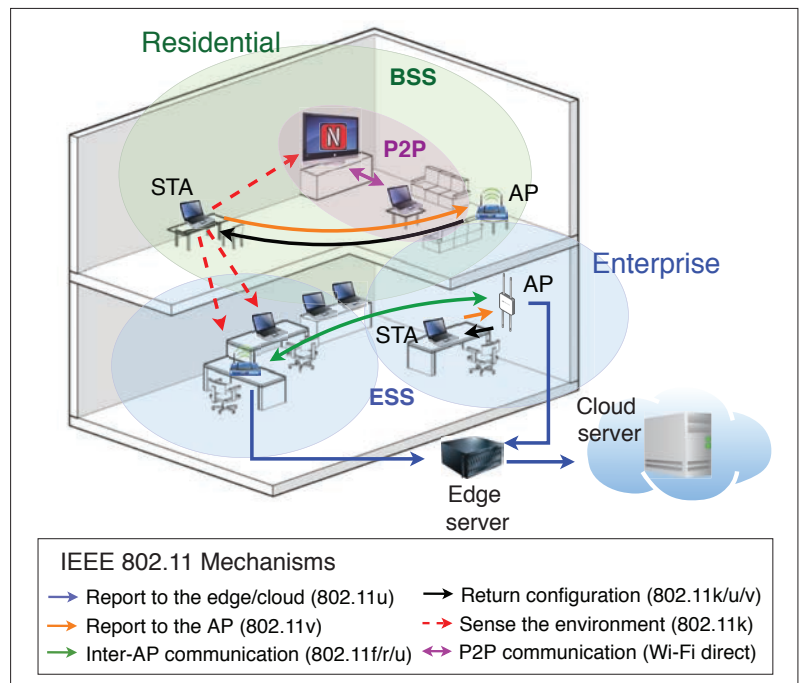 Residential
BSS
N
P2P
STA
AP
Enterprise
AP
STA
ESS
Cloud
server
Edge
server
IEEE 802.11 Mechanisms
Report to the edge/cloud (802.11u)
Report to the AP (802.11v)
Inter-AP communication (802.11f/r/u)
Return configuration (802.11k/u/v)
Sense the environment (802.11k)
P2P communication (Wi-Fi direct)